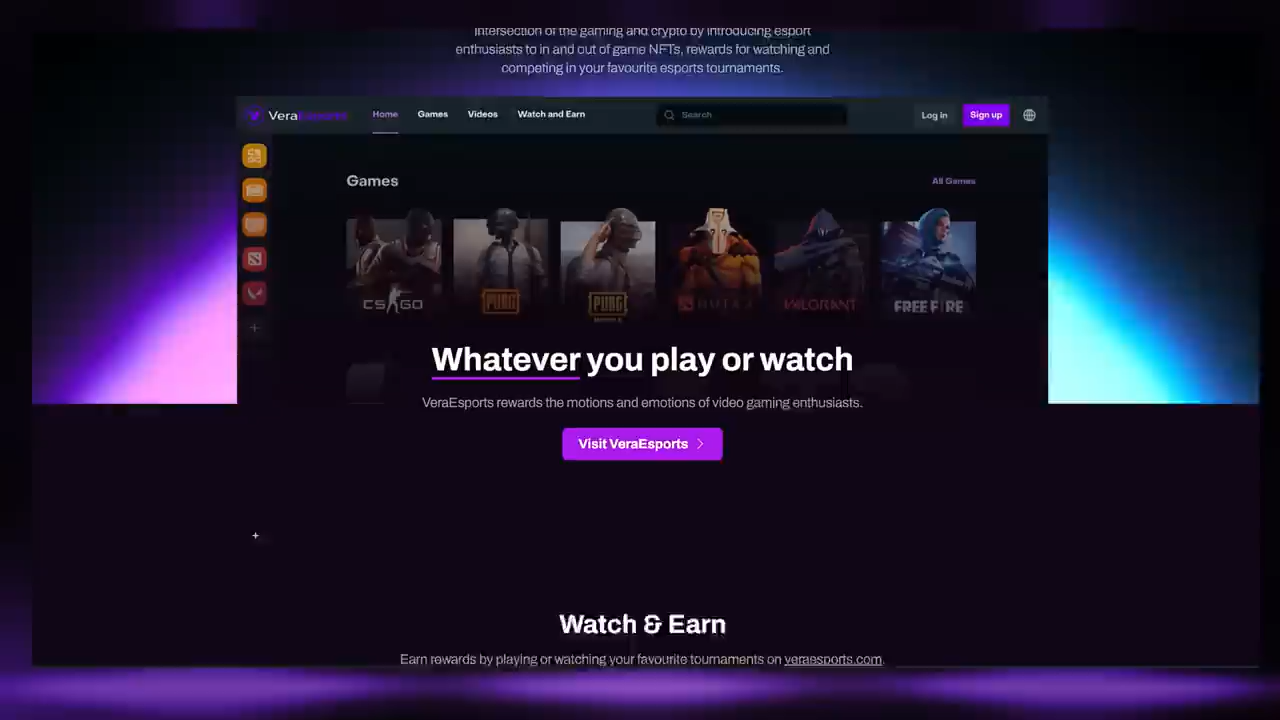 Intersection of the gaming and crypto by introducing esport
enthusiasts to in and out of game NFTs, rewards for watching and
competing in your favourite esports tournaments.
VeraEsports Home Games Videos Watch and Earn Search Log in Sign up
Games All Games
CS GO PUBG PUBG MOBILE DOTA 2 VALORANT FREE FIRE
Whatever you play or watch
VeraEsports rewards the motions and emotions of video gaming enthusiasts.
Visit VeraEsports
Watch & Earn
Earn rewards by playing or watching your favourite tournaments on veraesports.com.